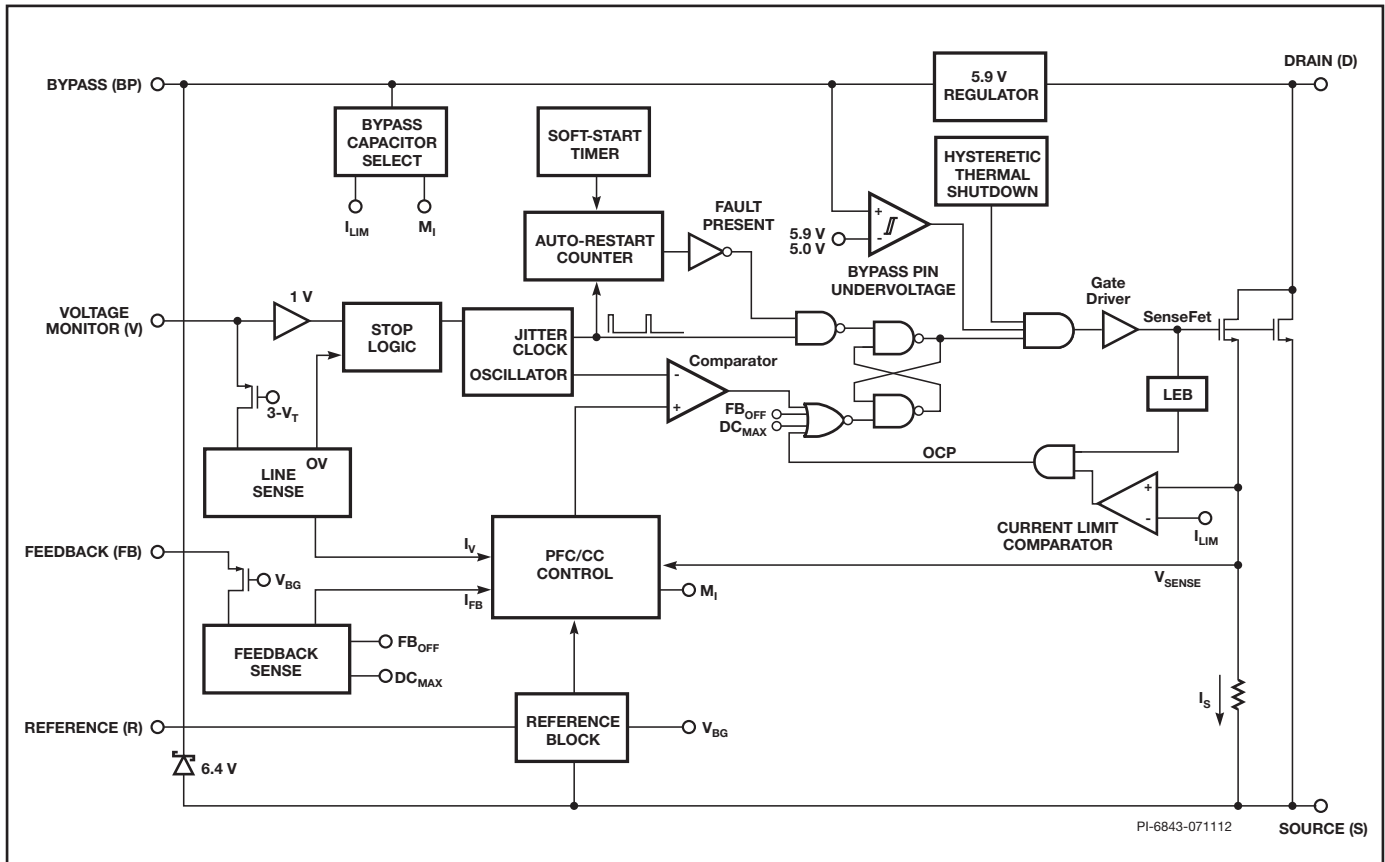 BYPASS (BP)
DRAIN (D)
5.9 V
REGULATOR
BYPASS
CAPACITOR
SELECT
SOFT-START
TIMER
HYSTERETIC
THERMAL
SHUTDOWN
I_LIM
M_I
FAULT
PRESENT
AUTO-RESTART
COUNTER
+
-
5.9 V
5.0 V
BYPASS PIN
UNDERVOLTAGE
Gate
Driver
SenseFet
VOLTAGE
MONITOR (V)
1 V
STOP
LOGIC
JITTER
CLOCK
OSCILLATOR
Comparator
-
+
3-V_T
FB_OFF
DC_MAX
LEB
OCP
OV
LINE
SENSE
+
-
CURRENT LIMIT
COMPARATOR
I_LIM
FEEDBACK (FB)
I_V
PFC/CC
CONTROL
V_BG
I_FB
M_I
V_SENSE
FEEDBACK
SENSE
FB_OFF
DC_MAX
I_S
REFERENCE (R)
REFERENCE
BLOCK
V_BG
6.4 V
PI-6843-071112
SOURCE (S)